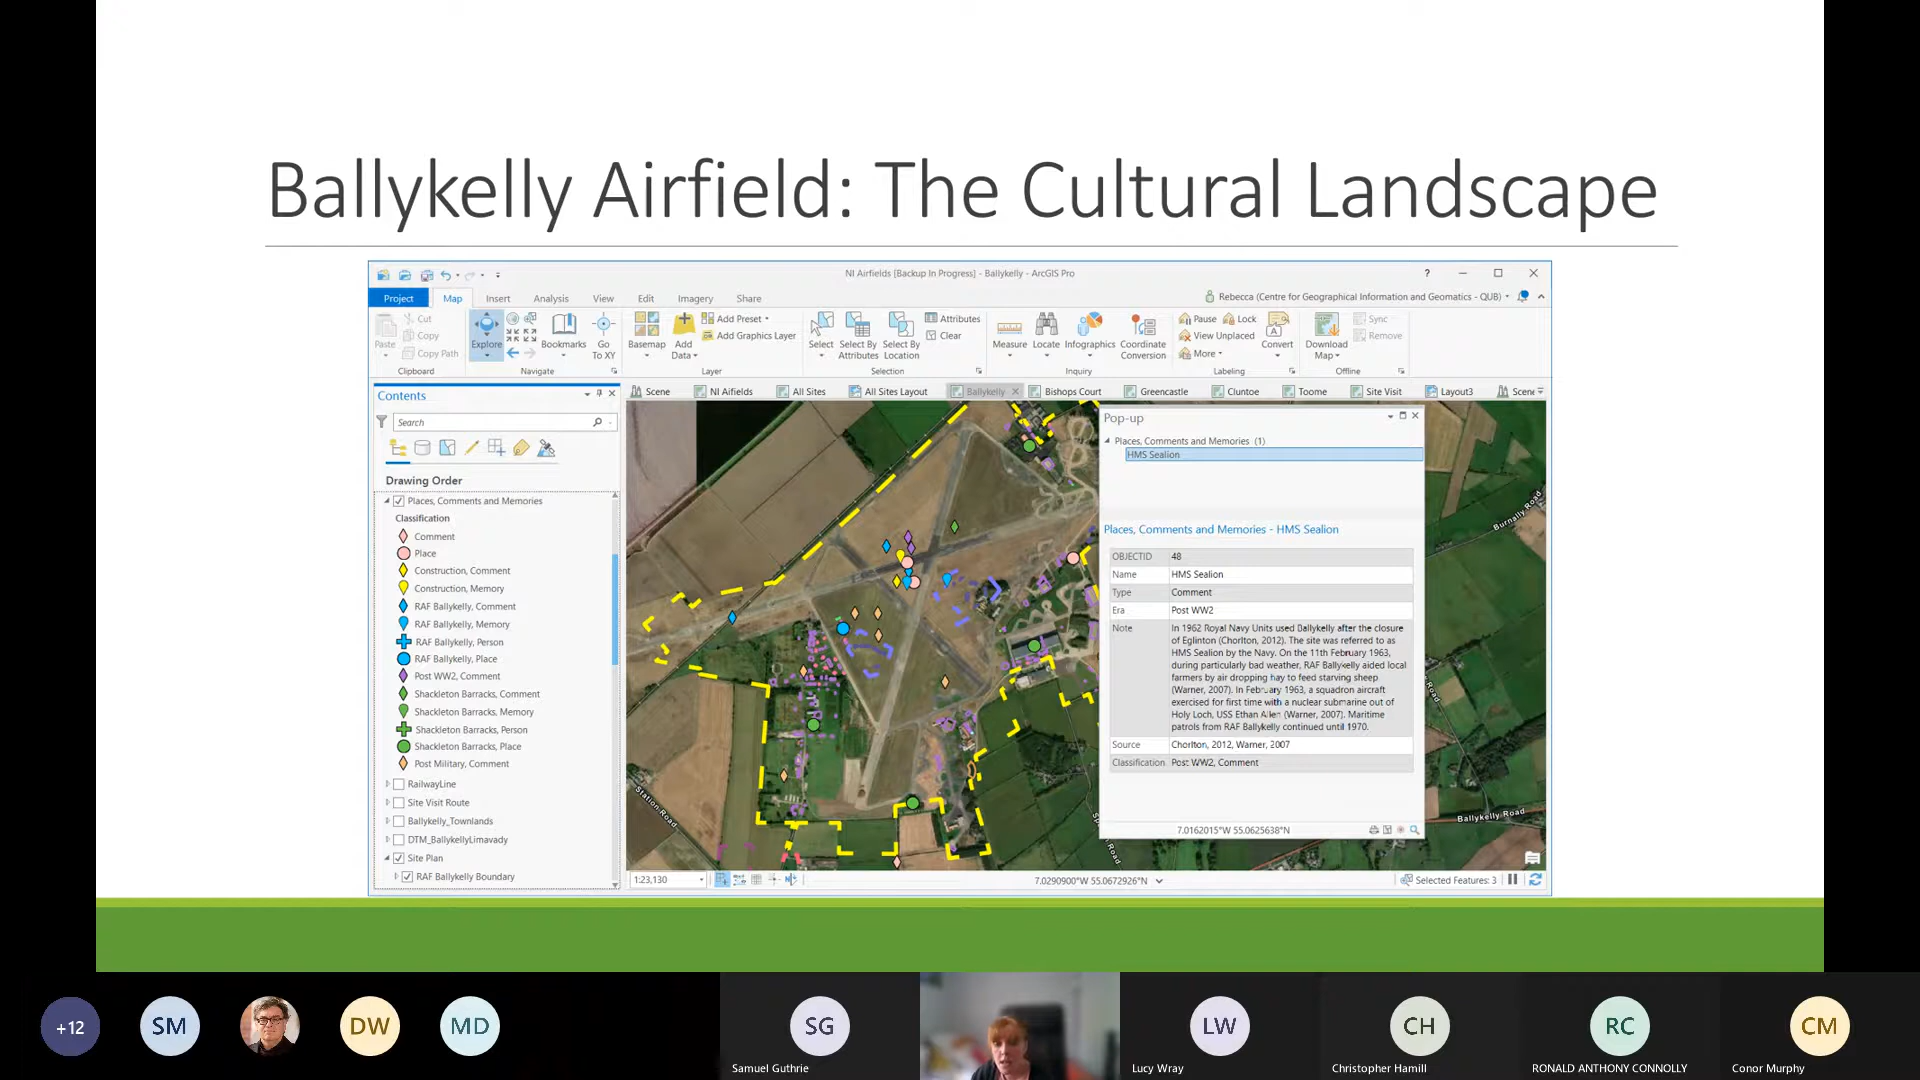 Ballykelly Airfield: The Cultural Landscape
NI Airfields [Backup In Progress] - Ballykelly - ArcGIS Pro
?
Project Map Insert Analysis View Edit Imagery Share
Rebecca (Centre for Geographical Information and Geomatics - QUB)
Paste
Cut
Copy
Copy Path
Clipboard
Explore
Bookmarks
Go
To XY
Navigate
Basemap
Add
Data
Add Preset
Add Graphics Layer
Layer
Select
Select By
Attributes
Select By
Location
Attributes
Clear
Selection
Measure
Locate
Infographics
Coordinate
Conversion
Inquiry
Pause
Lock
View Unplaced
More
Convert
Labeling
Download
Map
Sync
Remove
Offline
Contents
Search
Drawing Order
Places, Comments and Memories
Classification
Comment
Place
Construction, Comment
Construction, Memory
RAF Ballykelly, Comment
RAF Ballykelly, Memory
RAF Ballykelly, Person
RAF Ballykelly, Place
Post WW2, Comment
Shackleton Barracks, Comment
Shackleton Barracks, Memory
Shackleton Barracks, Person
Shackleton Barracks, Place
Post Military, Comment
RailwayLine
Site Visit Route
Ballykelly_Townlands
DTM_BallykellyLimavady
Site Plan
RAF Ballykelly Boundary
Scene NI Aifields All Sites All Sites Layout Ballykelly Bishops Court Greencastle Cluntoe Toome Site Visit Layout3 Scene
Station Road
Burnally Road
Road
Road
Ballykelly Road
Pop-up
Places, Comments and Memories (1)
HMS Sealion
Places, Comments and Memories - HMS Sealion
OBJECTID 48
Name HMS Sealion
Type Comment
Era Post WW2
Note In 1962 Royal Navy Units used Ballykelly after the closure
of Eglinton (Chorlton, 2012). The site was referred to as
HMS Sealion by the Navy. On the 11th February 1963,
during particularly bad weather, RAF Ballykelly aided local
farmers by air dropping hay to feed starving sheep
(Warner, 2007). In February 1963, a squadron aircraft
exercised for first time with a nuclear submarine out of
Holy Loch, USS Ethan Allen (Warner, 2007). Maritime
patrols from RAF Ballykelly continued until 1970.
Source Chorlton, 2012, Warner, 2007
Classification Post WW2, Comment
7.0162015°W 55.0625638°N
1:23,130
7.0290900°W 55.0672926°N
Selected Features: 3
+12
SM
DW
MD
SG
Samuel Guthrie
LW
Lucy Wray
CH
Christopher Hamill
RC
RONALD ANTHONY CONNOLLY
CM
Conor Murphy